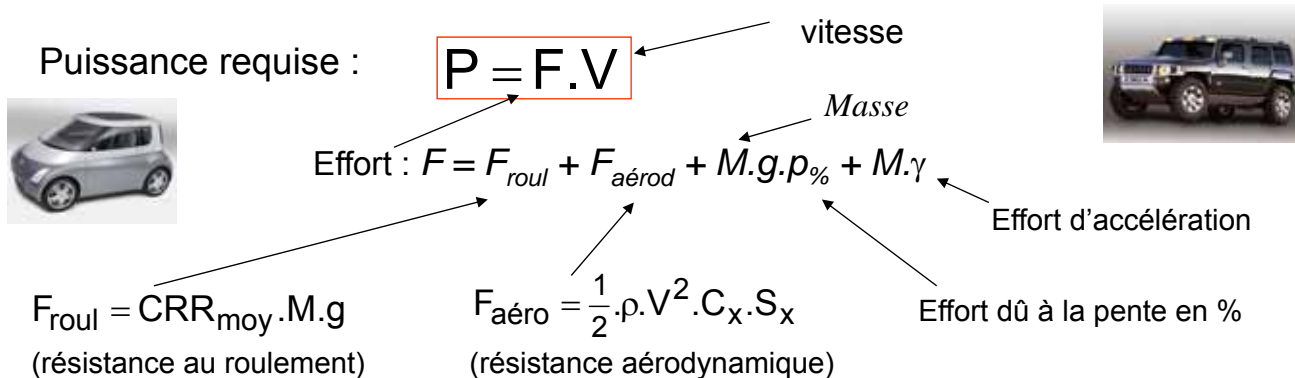 vitesse
Puissance requise :
P = F.V
Masse
Effort : F = F_roul + F_aérod + M.g.p_% + M.γ
Effort d’accélération
F_roul = CRR_moy.M.g
F_aéro = 1/2.ρ.V².C_x.S_x
Effort dû à la pente en %
(résistance au roulement)
(résistance aérodynamique)